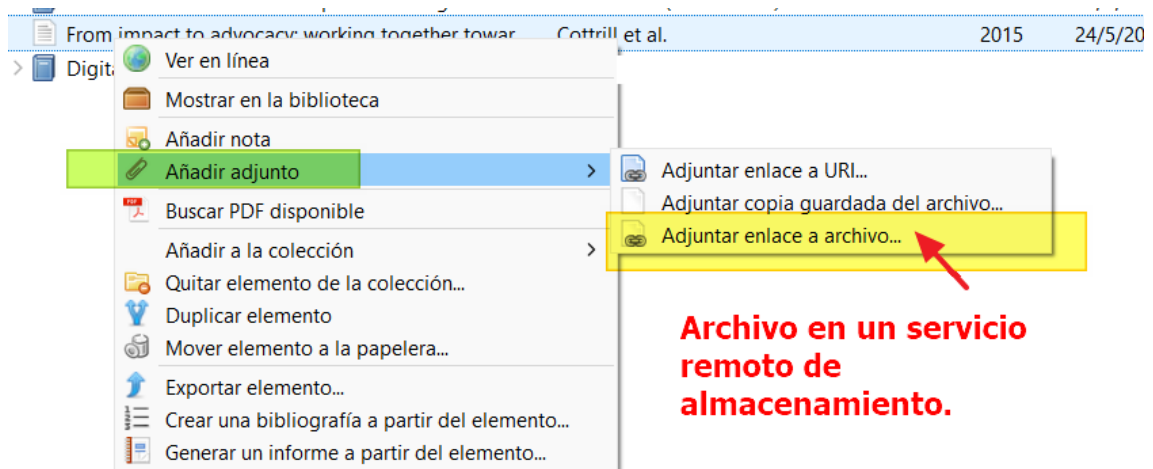 From impact to advocacy: working together towar... Cottrill et al. 2015 24/5/20
Digita
Ver en línea
Mostrar en la biblioteca
Añadir nota
Añadir adjunto
Adjuntar enlace a URI...
Buscar PDF disponible
Adjuntar copia guardada del archivo...
Añadir a la colección
Adjuntar enlace a archivo...
Quitar elemento de la colección...
Duplicar elemento
Mover elemento a la papelera...
Exportar elemento...
Crear una bibliografía a partir del elemento...
Generar un informe a partir del elemento...
Archivo en un servicio
remoto de
almacenamiento.